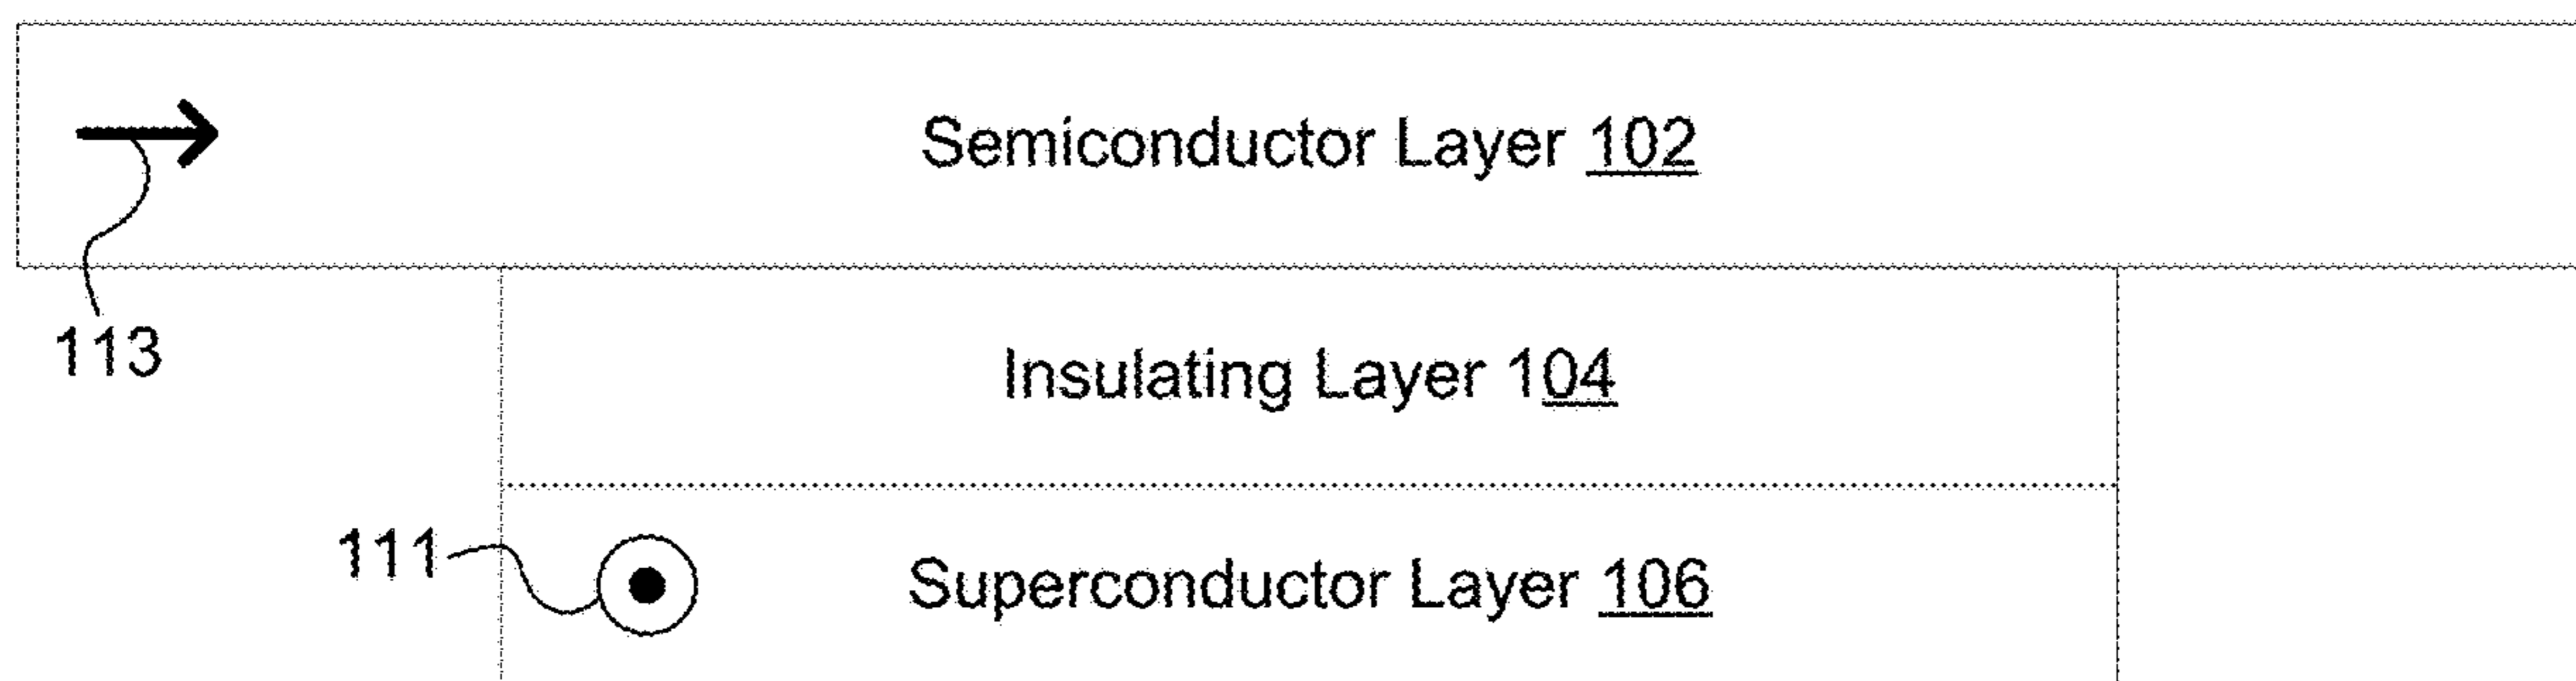 Semiconductor Layer 102
113
Insulating Layer 104
111
Superconductor Layer 106